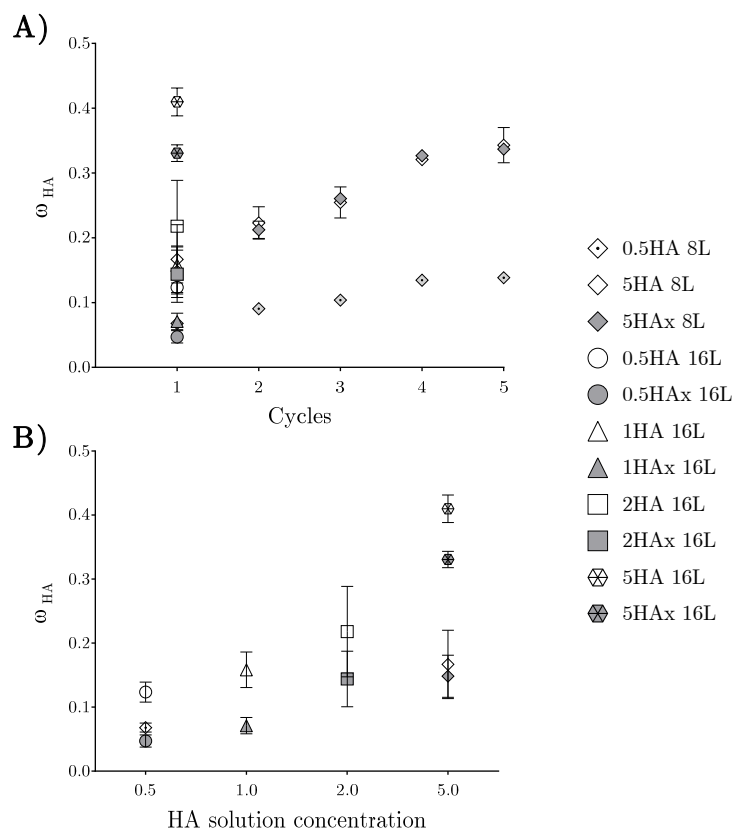 A)
0.5
0.4
0.3
0.2
0.1
0.0
ω HA
1 2 3 4 5
Cycles
B)
0.5
0.4
0.3
0.2
0.1
0.0
ω HA
0.5 1.0 2.0 5.0
HA solution concentration
0.5HA 8L
5HA 8L
5HAx 8L
0.5HA 16L
0.5HAx 16L
1HA 16L
1HAx 16L
2HA 16L
2HAx 16L
5HA 16L
5HAx 16L